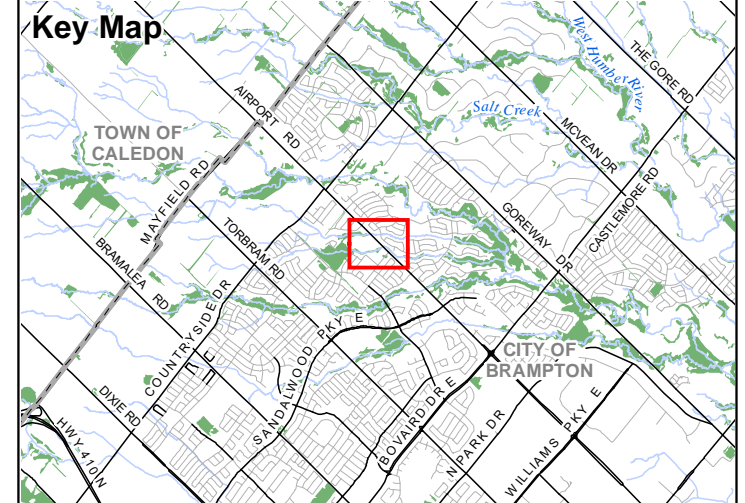 Key Map
West Humber River
THE GORE RD
AIRPORT RD
Salt Creek
MCVEAN DR
TOWN OF
CALEDON
MAYFIELD RD
CASTLEMORE RD
GOREWAY DR
TORBRAM RD
BRAMALEA RD
COUNTRYSIDE DR
SANDALWOOD PKY E
CITY OF
BRAMPTON
DIXIE RD
BOVAIRD DR E
N PARK DR
WILLIAMS PKY E
HWY 410 N